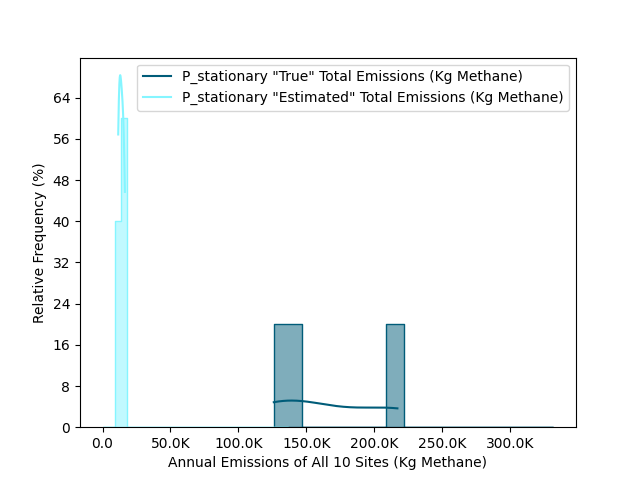 P_stationary "True" Total Emissions (Kg Methane)
P_stationary "Estimated" Total Emissions (Kg Methane)
64
56
48
40
32
24
16
8
0
Relative Frequency (%)
0.0 50.0K 100.0K 150.0K 200.0K 250.0K 300.0K
Annual Emissions of All 10 Sites (Kg Methane)